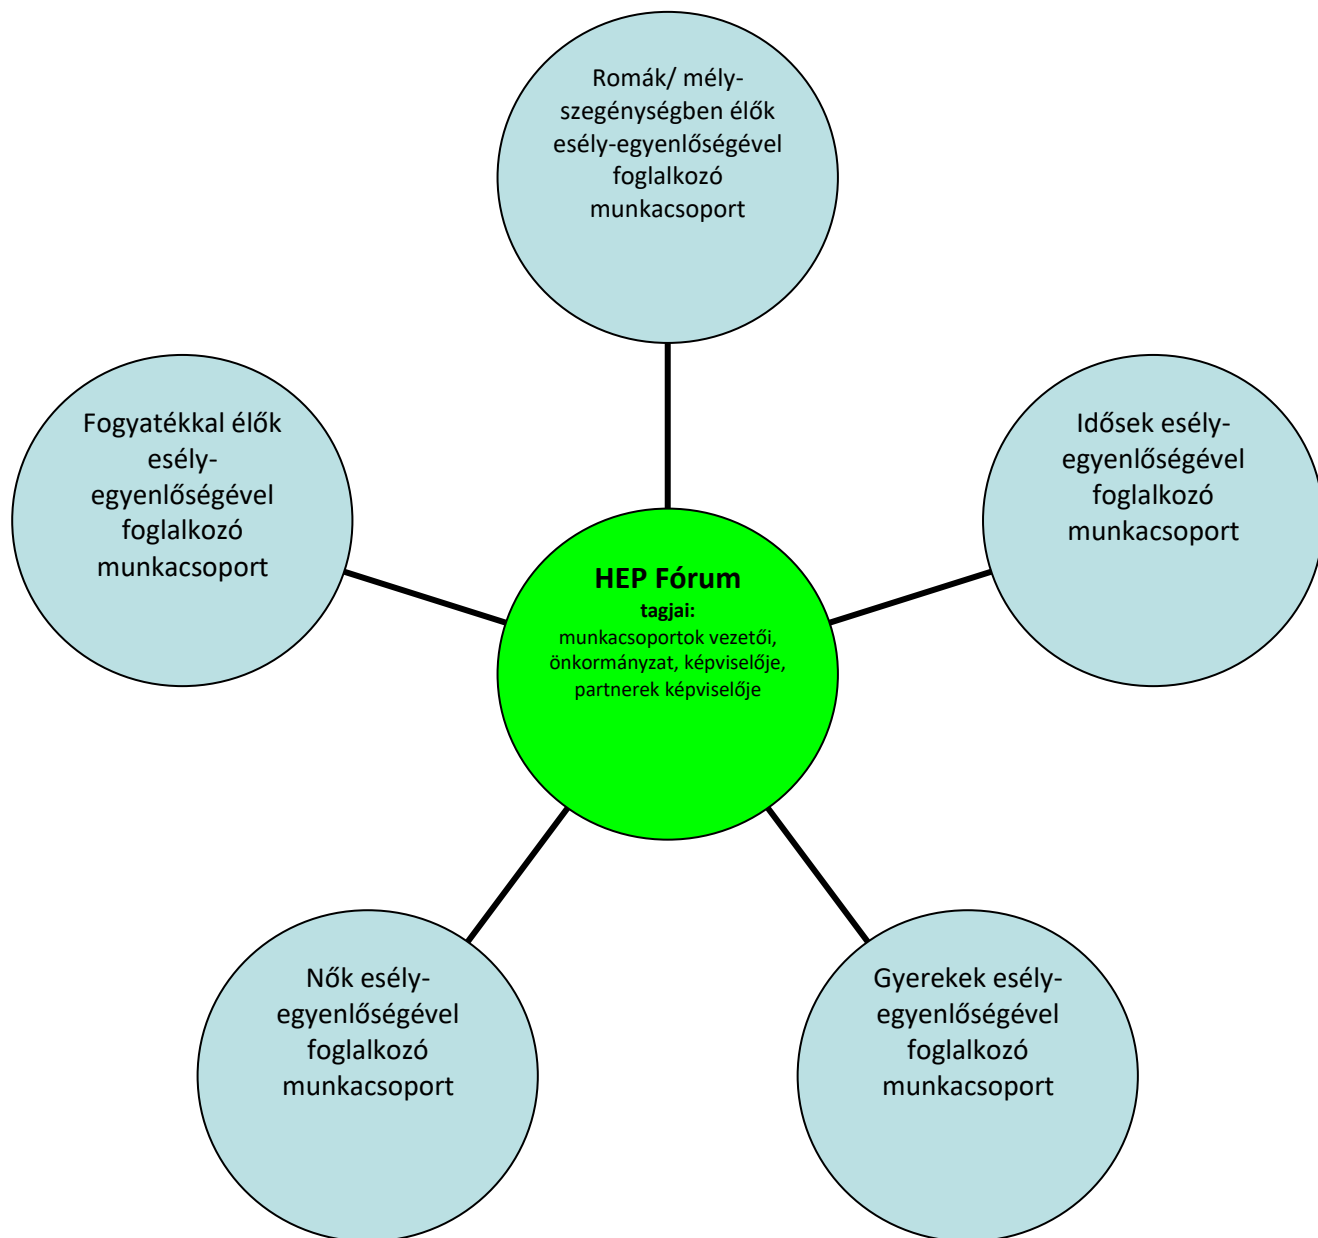 Romák/ mély-
szegénységben élők
esély-egyenlőségével
foglalkozó
munkacsoport
Fogyatékkal élők
esély-
egyenlőségével
foglalkozó
munkacsoport
Idősek esély-
egyenlőségével
foglalkozó
munkacsoport
HEP Fórum
tagjai:
munkacsoportok vezetői,
önkormányzat, képviselője,
partnerek képviselője
Nők esély-
egyenlőségével
foglalkozó
munkacsoport
Gyerekek esély-
egyenlőségével
foglalkozó
munkacsoport